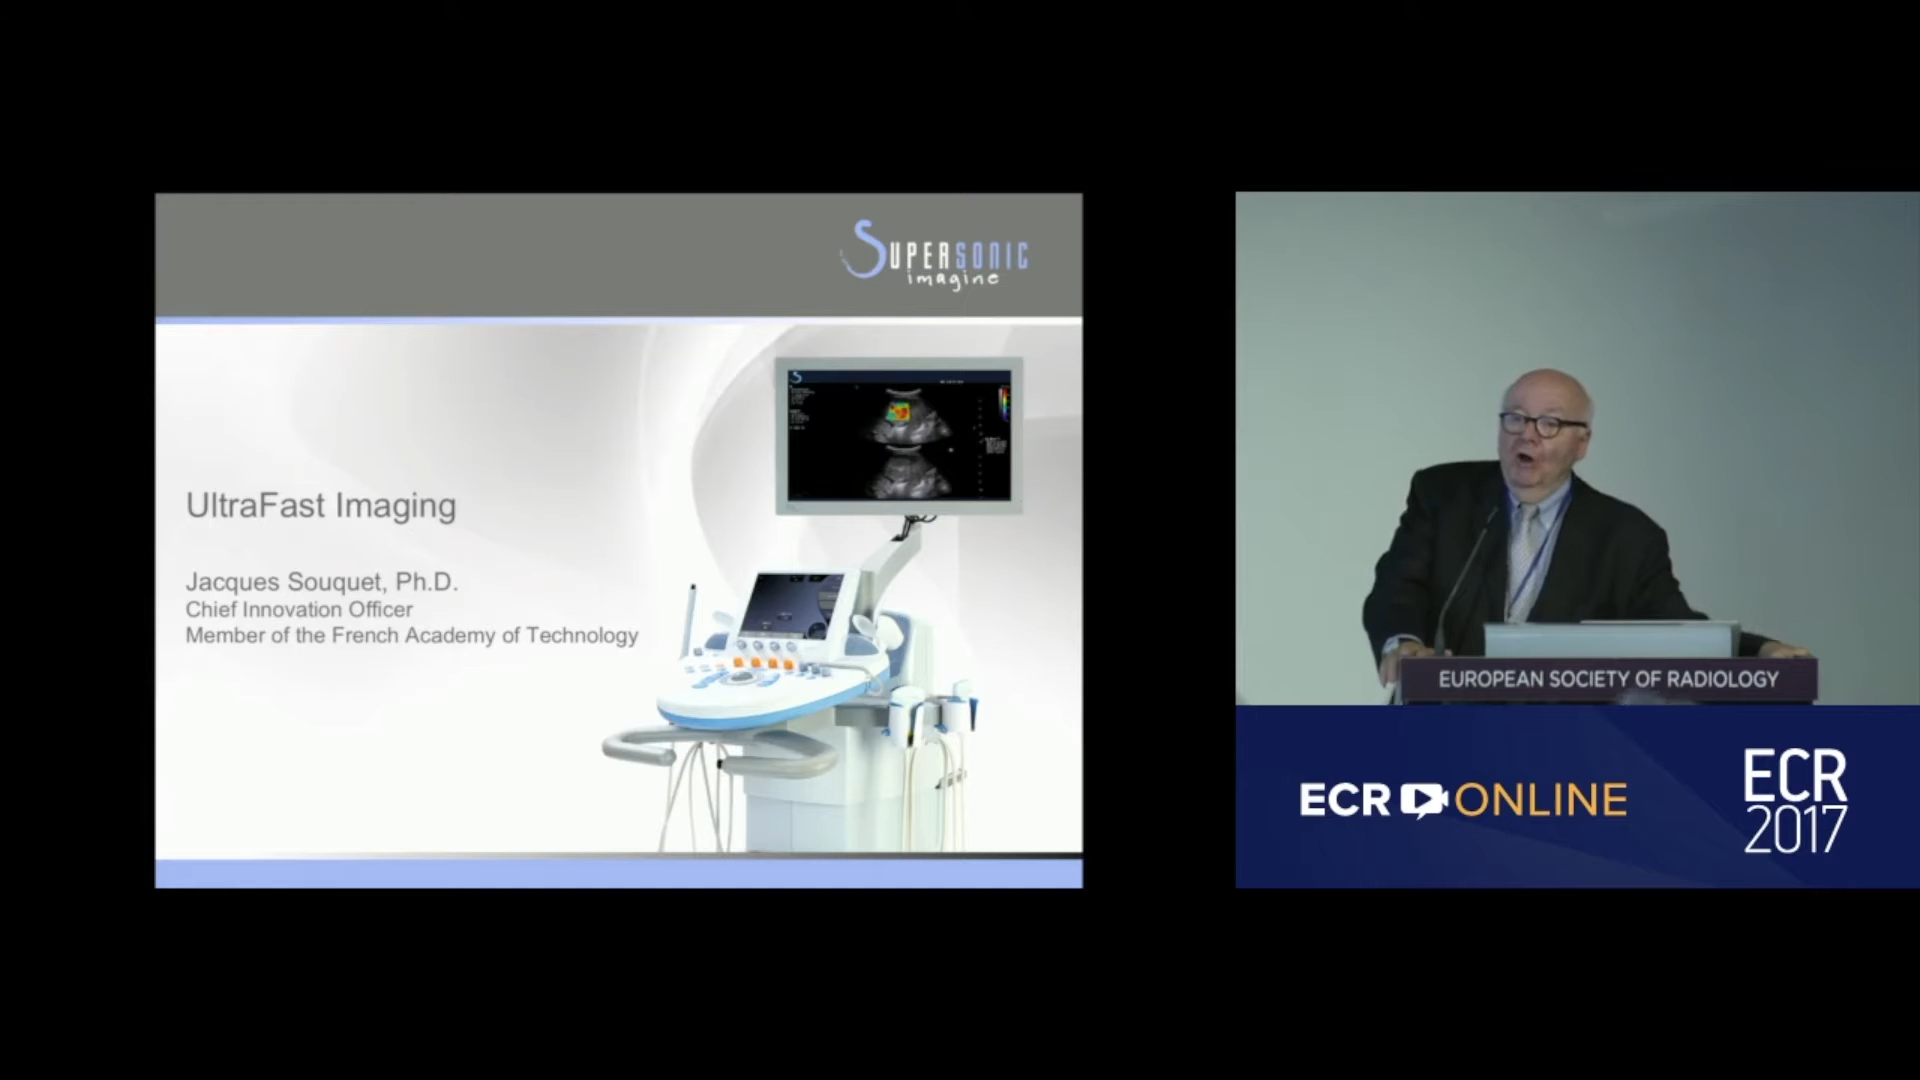 SUPERSONIC
imagine
UltraFast Imaging
Jacques Souquet, Ph.D.
Chief Innovation Officer
Member of the French Academy of Technology
EUROPEAN SOCIETY OF RADIOLOGY
ECR ONLINE
ECR
2017